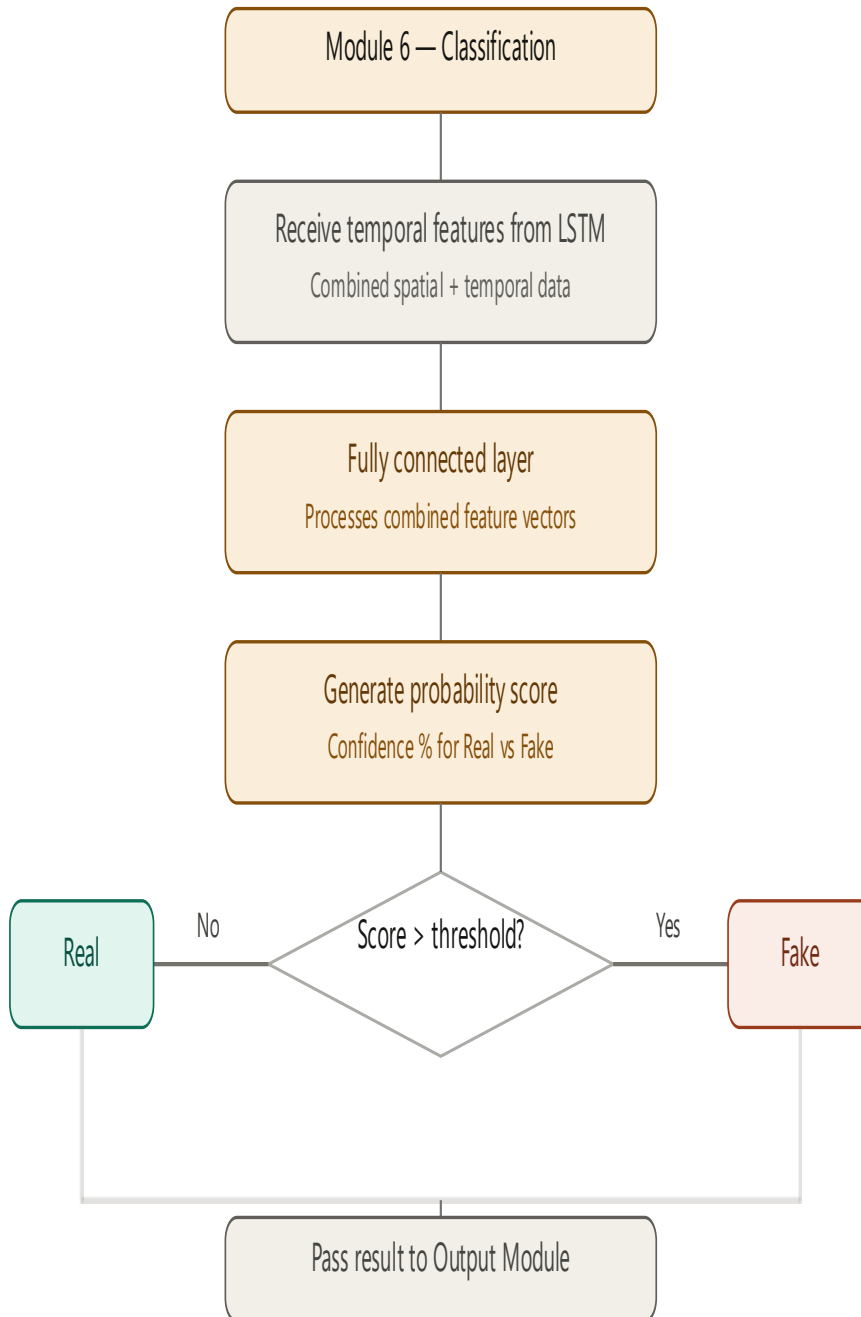 Module 6 — Classification
Receive temporal features from LSTM
Combined spatial + temporal data
Fully connected layer
Processes combined feature vectors
Generate probability score
Confidence % for Real vs Fake
Score > threshold?
No
Yes
Real
Fake
Pass result to Output Module